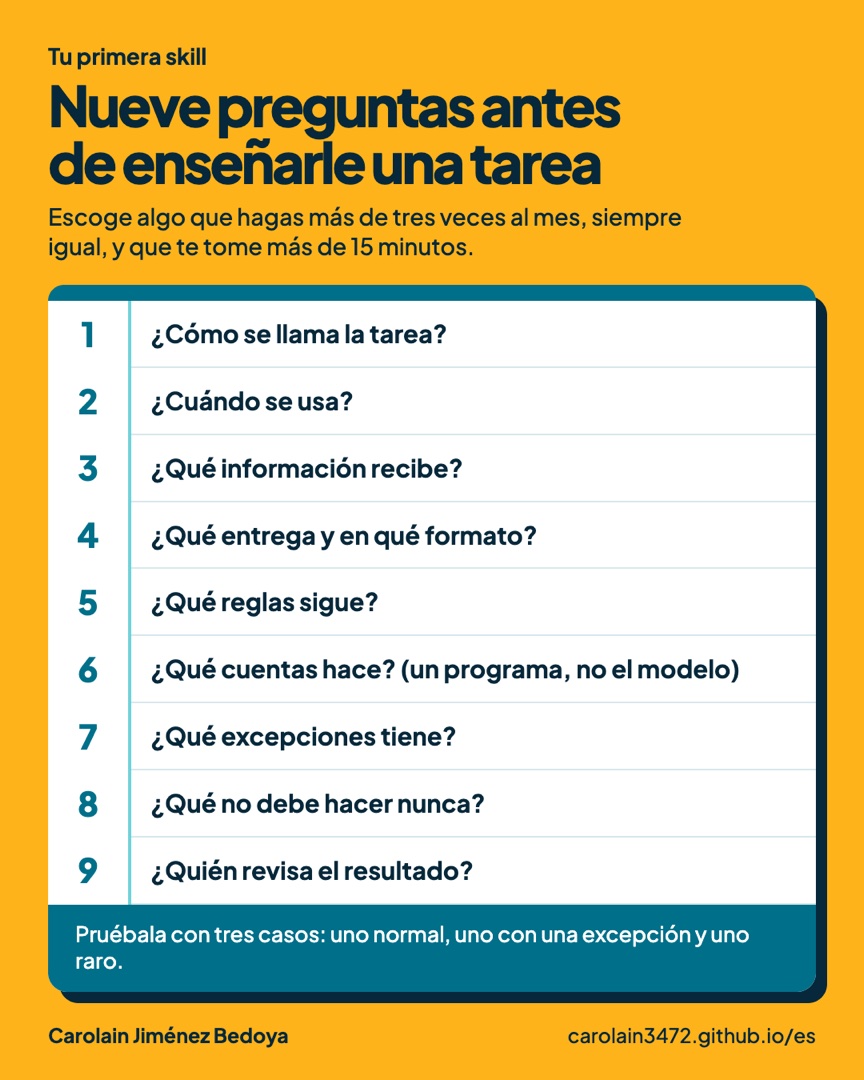 Tu primera skill
Nueve preguntas antes
de enseñarle una tarea
Escoge algo que hagas más de tres veces al mes, siempre
igual, y que te tome más de 15 minutos.
1 ¿Cómo se llama la tarea?
2 ¿Cuándo se usa?
3 ¿Qué información recibe?
4 ¿Qué entrega y en qué formato?
5 ¿Qué reglas sigue?
6 ¿Qué cuentas hace? (un programa, no el modelo)
7 ¿Qué excepciones tiene?
8 ¿Qué no debe hacer nunca?
9 ¿Quién revisa el resultado?
Pruébala con tres casos: uno normal, uno con una excepción y uno
raro.
Carolain Jiménez Bedoya carolain3472.github.io/es